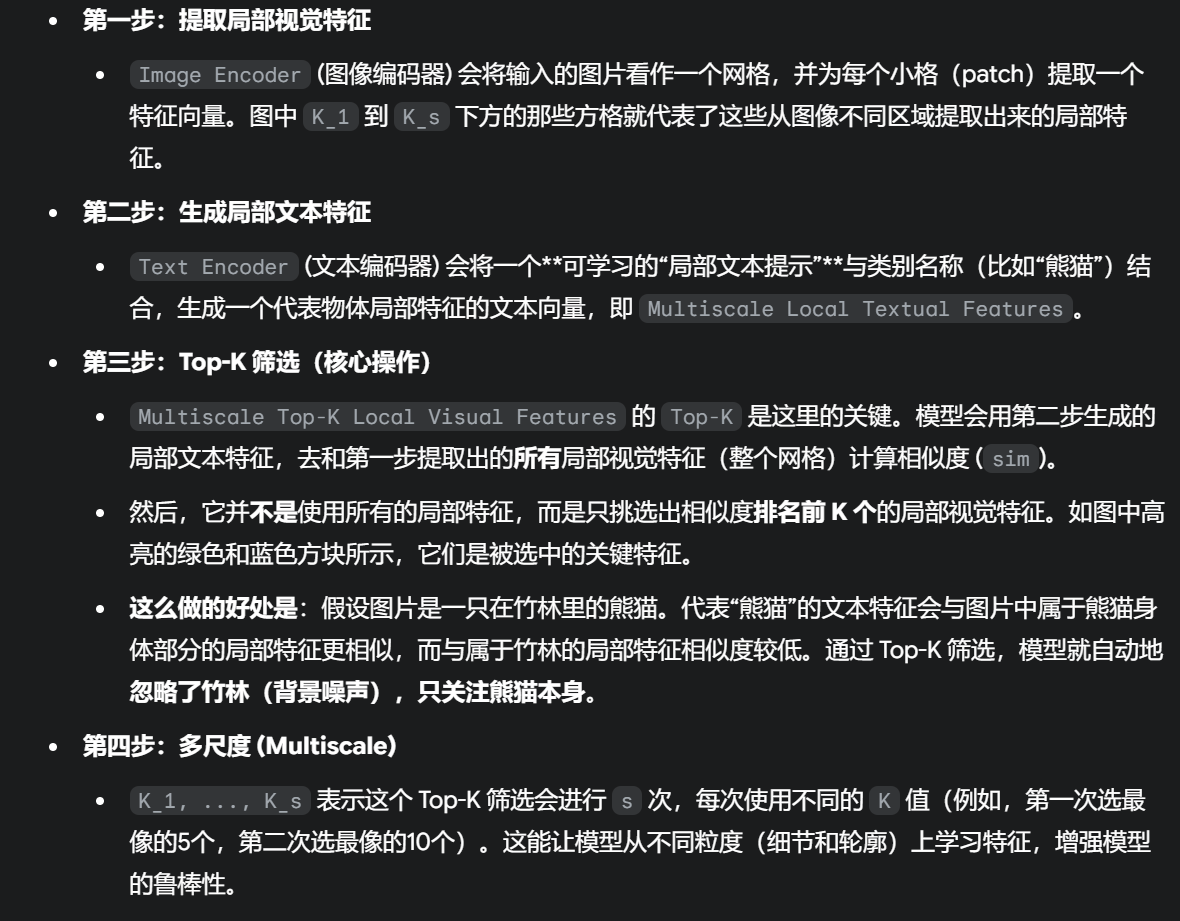 第一步：提取局部视觉特征
Image Encoder (图像编码器) 会将输入的图片看作一个网格，并为每个小格（patch）提取一个
特征向量。图中 K_1 到 K_s 下方的那些方格就代表了这些从图像不同区域提取出来的局部特
征。
第二步：生成局部文本特征
Text Encoder (文本编码器) 会将一个**可学习的“局部文本提示”**与类别名称（比如“熊猫”）结
合，生成一个代表物体局部特征的文本向量，即 Multiscale Local Textual Features 。
第三步：Top-K 筛选（核心操作）
Multiscale Top-K Local Visual Features 的 Top-K 是这里的关键。模型会用第二步生成的
局部文本特征，去和第一步提取出的所有局部视觉特征（整个网格）计算相似度 ( sim )。
然后，它并不是使用所有的局部特征，而是只挑选出相似度排名前 K 个的局部视觉特征。如图中高
亮的绿色和蓝色方块所示，它们是被选中的关键特征。
这么做的好处是：假设图片是一只在竹林里的熊猫。代表“熊猫”的文本特征会与图片中属于熊猫身
体部分的局部特征更相似，而与属于竹林的局部特征相似度较低。通过 Top-K 筛选，模型就自动地
忽略了竹林（背景噪声），只关注熊猫本身。
第四步：多尺度 (Multiscale)
K_1, ..., K_s 表示这个 Top-K 筛选会进行 s 次，每次使用不同的 K 值（例如，第一次选最
像的5个，第二次选最像的10个）。这能让模型从不同粒度（细节和轮廓）上学习特征，增强模型
的鲁棒性。